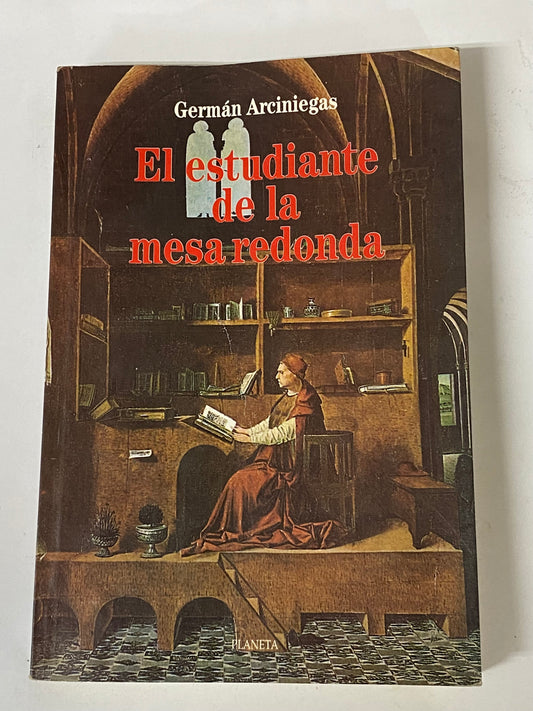 Germán Arciniegas
El estudiante
de la
mesa redonda
PLANETA